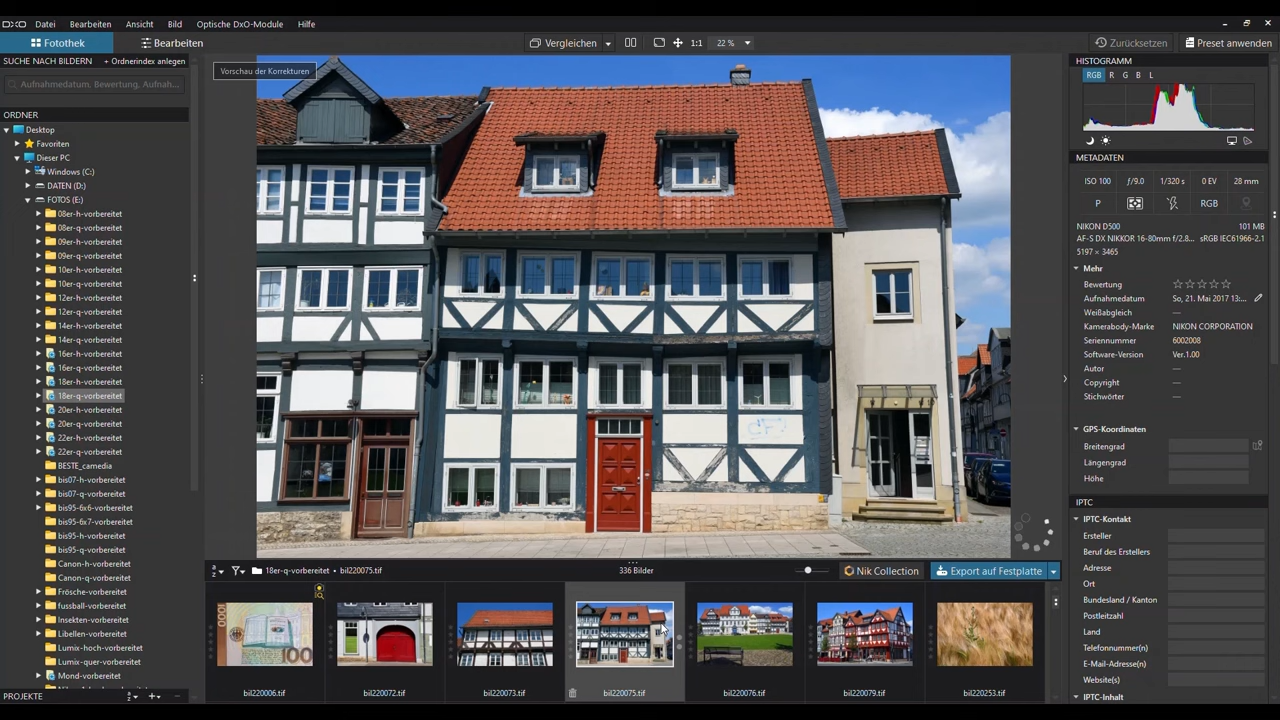 DXO Datei Bearbeiten Ansicht Bild Optische DxO-Module Hilfe
Fotothek Bearbeiten Vergleichen 1:1 22 % Zurücksetzen Preset anwenden
SUCHE NACH BILDERN + Ordnerindex anlegen
Aufnahmedatum, Bewertung, Aufnah...
ORDNER
Desktop
Favoriten
Dieser PC
Windows (C:)
DATEN (D:)
FOTOS (E:)
08er-h-vorbereitet
08er-q-vorbereitet
09er-h-vorbereitet
09er-q-vorbereitet
10er-h-vorbereitet
10er-q-vorbereitet
12er-h-vorbereitet
12er-q-vorbereitet
14er-h-vorbereitet
14er-q-vorbereitet
16er-h-vorbereitet
16er-q-vorbereitet
18er-h-vorbereitet
18er-q-vorbereitet
20er-h-vorbereitet
20er-q-vorbereitet
22er-h-vorbereitet
22er-q-vorbereitet
BESTE_camedia
bis07-h-vorbereitet
bis07-q-vorbereitet
bis95-6x6-vorbereitet
bis95-6x7-vorbereitet
bis95-h-vorbereitet
bis95-q-vorbereitet
Canon-h-vorbereitet
Canon-q-vorbereitet
Frösche-vorbereitet
fussball-vorbereitet
Insekten-vorbereitet
Libellen-vorbereitet
Lumix-hoch-vorbereitet
Lumix-quer-vorbereitet
Mond-vorbereitet
PROJEKTE
Vorschau der Korrekturen
18er-q-vorbereitet • bil220075.tif 336 Bilder Nik Collection Export auf Festplatte
100
bil220006.tif bil220072.tif bil220073.tif bil220075.tif bil220076.tif bil220079.tif bil220253.tif
HISTOGRAMM
RGB R G B L
METADATEN
ISO 100 ƒ/9.0 1/320 s 0 EV 28 mm
P RGB
NIKON D500 101 MB
AF-S DX NIKKOR 16-80mm f/2.8... sRGB IEC61966-2.1
5197 × 3465
Mehr
Bewertung
Aufnahmedatum So, 21. Mai 2017 13:...
Weißabgleich —
Kamerabody-Marke NIKON CORPORATION
Seriennummer 6002008
Software-Version Ver.1.00
Autor —
Copyright —
Stichwörter —
GPS-Koordinaten
Breitengrad
Längengrad
Höhe
IPTC
IPTC-Kontakt
Ersteller
Beruf des Erstellers
Adresse
Ort
Bundesland / Kanton
Postleitzahl
Land
Telefonnummer(n)
E-Mail-Adresse(n)
Website(s)
IPTC-Inhalt